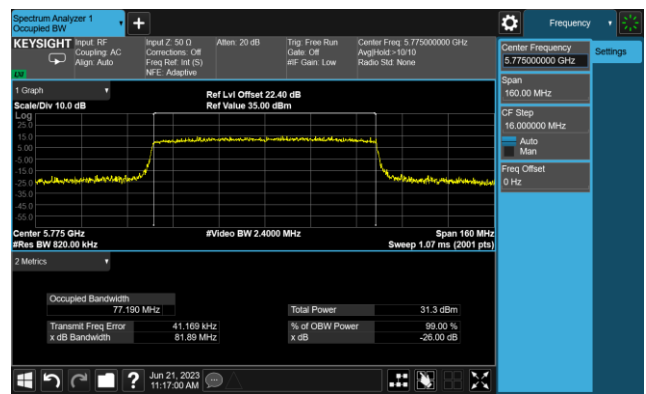 Spectrum Analyzer 1
Occupied BW
Frequency
KEYSIGHT
Input: RF
Coupling: AC
Align: Auto
Input Z: 50 Ω
Corrections: Off
Freq Ref: Int (S)
NFE: Adaptive
Atten: 20 dB
Trig: Free Run
Gate: Off
#IF Gain: Low
Center Freq: 5.775000000 GHz
Avg|Hold:>10/10
Radio Std: None
Center Frequency
5.775000000 GHz
Settings
Span
160.00 MHz
CF Step
16.000000 MHz
Auto
Man
Freq Offset
0 Hz
1 Graph
Scale/Div 10.0 dB
Ref Lvl Offset 22.40 dB
Ref Value 35.00 dBm
Log
25.0
15.0
5.00
-5.00
-15.0
-25.0
-35.0
-45.0
-55.0
Center 5.775 GHz
#Video BW 2.4000 MHz
Span 160 MHz
#Res BW 820.00 kHz
Sweep 1.07 ms (2001 pts)
2 Metrics
Occupied Bandwidth
77.190 MHz
Total Power
31.3 dBm
Transmit Freq Error
41.169 kHz
% of OBW Power
99.00 %
x dB Bandwidth
81.89 MHz
x dB
-26.00 dB
?
Jun 21, 2023
11:17:00 AM